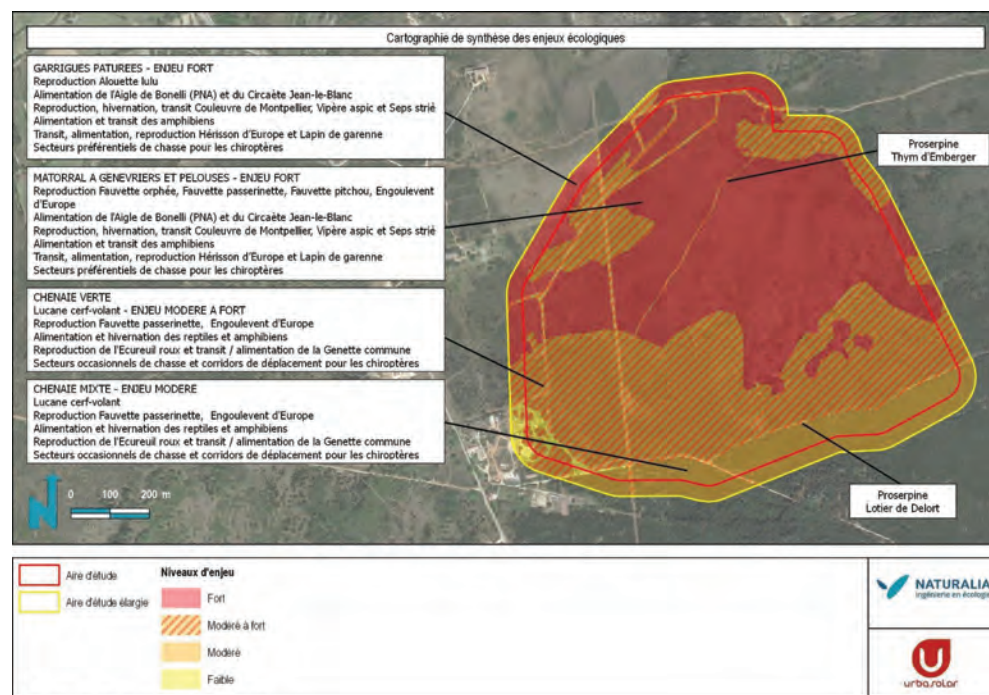 Cartographie de synthèse des enjeux écologiques
GARRIGUES PATUREES - ENJEU FORT
Reproduction Alouette lulu
Alimentation de l'Aigle de Bonelli (PNA) et du Circaète Jean-le-Blanc
Reproduction, hivernation, transit Couleuvre de Montpellier, Vipère aspic et Seps strié
Alimentation et transit des amphibiens
Transit, alimentation, reproduction Hérisson d'Europe et Lapin de garenne
Secteurs préférentiels de chasse pour les chiroptères
MATORRAL A GENEVRIERS ET PELOUSES - ENJEU FORT
Reproduction Fauvette orphée, Fauvette passerinette, Fauvette pitchou, Engoulevent
d'Europe
Alimentation de l'Aigle de Bonelli (PNA) et du Circaète Jean-le-Blanc
Reproduction, hivernation, transit Couleuvre de Montpellier, Vipère aspic et Seps strié
Alimentation et transit des amphibiens
Transit, alimentation, reproduction Hérisson d'Europe et Lapin de garenne
Secteurs préférentiels de chasse pour les chiroptères
CHENAIE VERTE
Lucane cerf-volant - ENJEU MODERE A FORT
Reproduction Fauvette passerinette, Engoulevent d'Europe
Alimentation et hivernation des reptiles et amphibiens
Reproduction de l'Ecureuil roux et transit / alimentation de la Genette commune
Secteurs occasionnels de chasse et corridors de déplacement pour les chiroptères
CHENAIE MIXTE - ENJEU MODERE
Lucane cerf-volant
Reproduction Fauvette passerinette, Engoulevent d'Europe
Alimentation et hivernation des reptiles et amphibiens
Reproduction de l'Ecureuil roux et transit / alimentation de la Genette commune
Secteurs occasionnels de chasse et corridors de déplacement pour les chiroptères
Proserpine
Thym d'Emberger
Proserpine
Lotier de Delort
N
0 100 200 m
Aire d'étude
Aire d'étude élargie
Niveaux d'enjeu
Fort
Modéré à fort
Modéré
Faible
NATURALIA
ingénierie en écologie
urbasolar